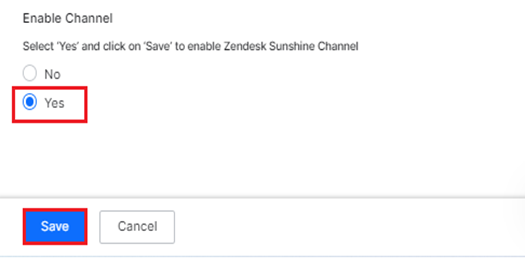 Enable Channel
Select 'Yes' and click on 'Save' to enable Zendesk Sunshine Channel
No
Yes
Save Cancel